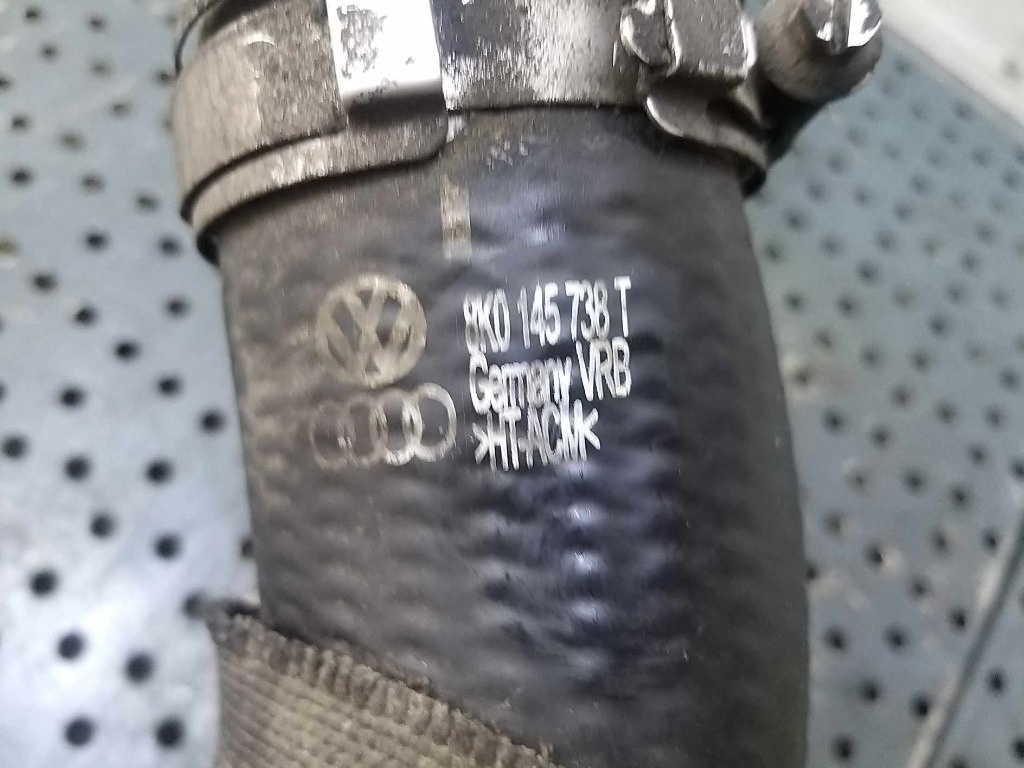 8K0 145 738 T
Germany VRB
>HT-ACM<